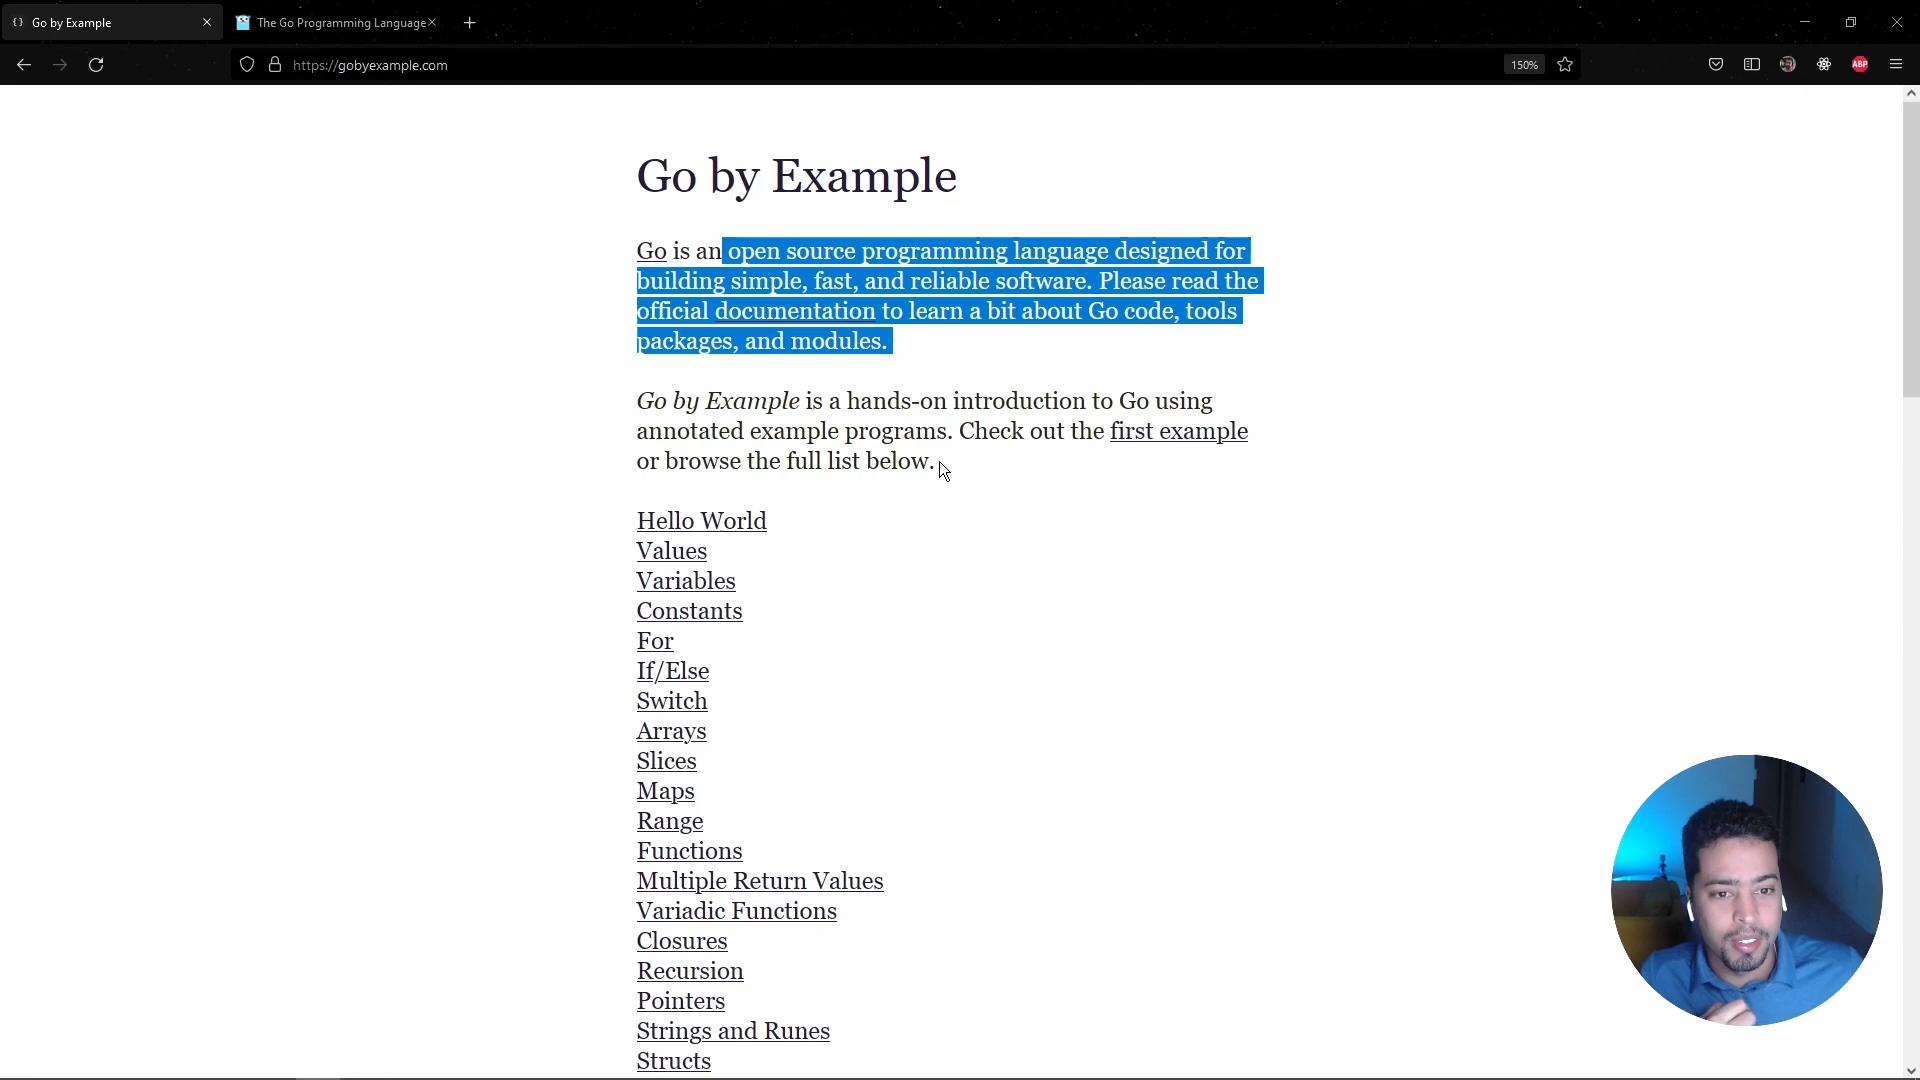 Go by Example
The Go Programming Language
https://gobyexample.com
150%
ABP
Go by Example
Go is an open source programming language designed for
building simple, fast, and reliable software. Please read the
official documentation to learn a bit about Go code, tools
packages, and modules.
Go by Example is a hands-on introduction to Go using
annotated example programs. Check out the first example
or browse the full list below.
Hello World
Values
Variables
Constants
For
If/Else
Switch
Arrays
Slices
Maps
Range
Functions
Multiple Return Values
Variadic Functions
Closures
Recursion
Pointers
Strings and Runes
Structs